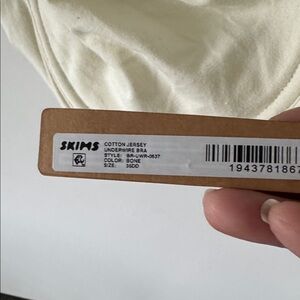 SKIMS
COTTON JERSEY
UNDERWIRE BRA
STYLE: BR-UWR-0637
COLOR: BONE
SIZE: 36DD
1943781867